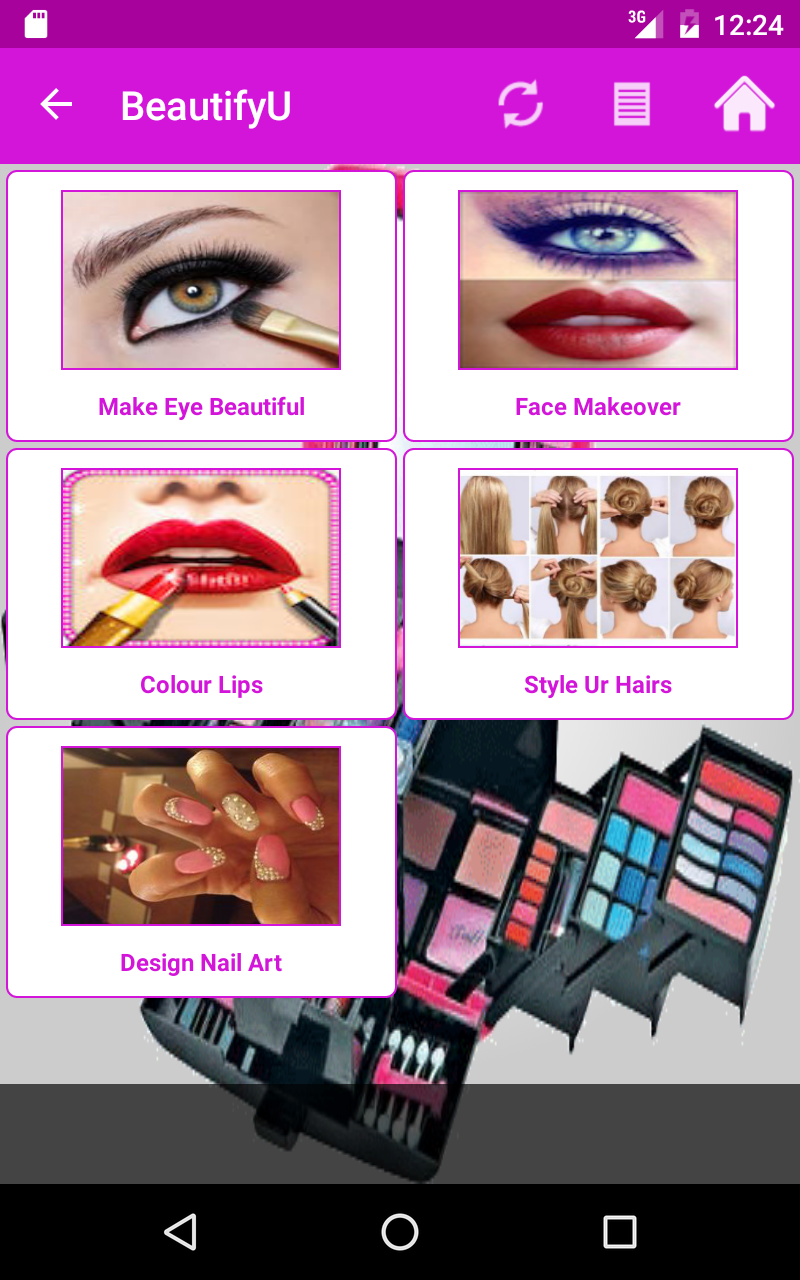 3G 12:24
BeautifyU
Make Eye Beautiful
Face Makeover
Colour Lips
Style Ur Hairs
Design Nail Art